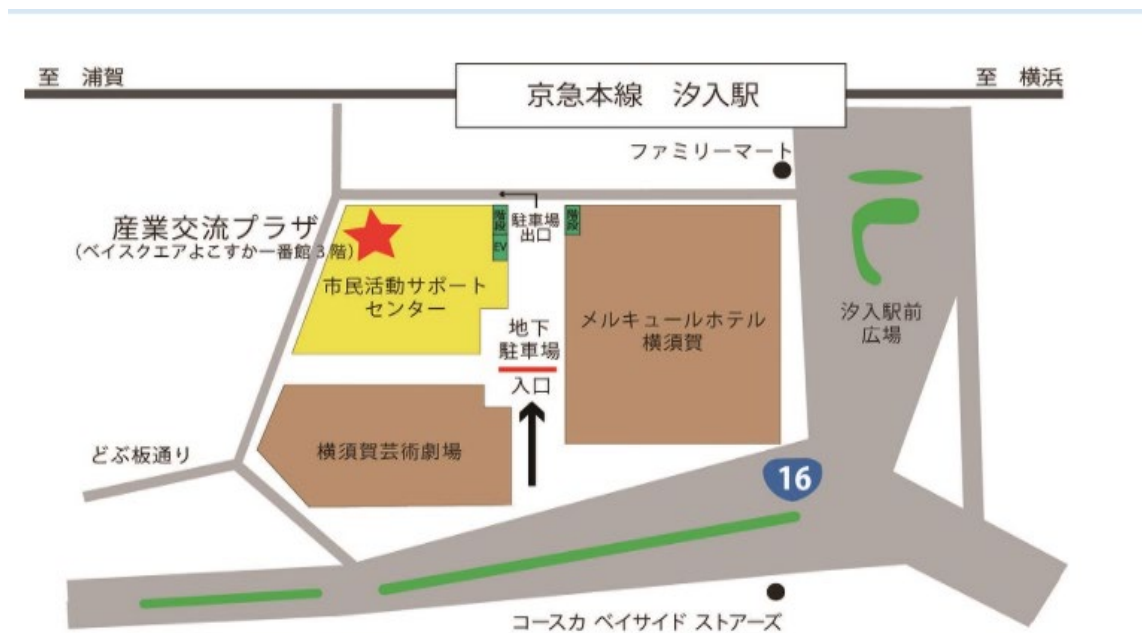 至　浦賀
京急本線　汐入駅
至　横浜
ファミリーマート
産業交流プラザ
(ベイスクエアよこすか一番館3階)
階段
EV
駐車場
出口
階段
市民活動サポート
センター
地下
駐車場
入口
メルキュールホテル
横須賀
汐入駅前
広場
どぶ板通り
横須賀芸術劇場
16
コースカ ベイサイド ストアーズ